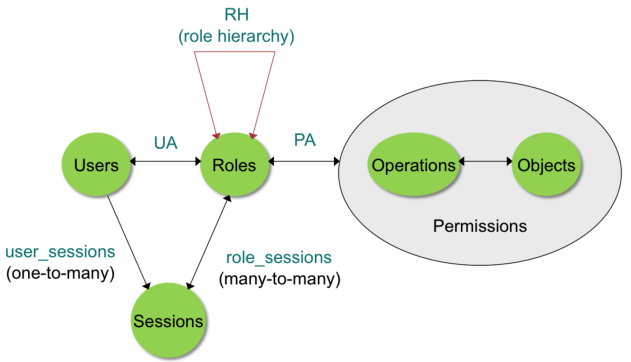 RH
(role hierarchy)
UA
PA
Users
Roles
Operations
Objects
Permissions
user_sessions
(one-to-many)
role_sessions
(many-to-many)
Sessions